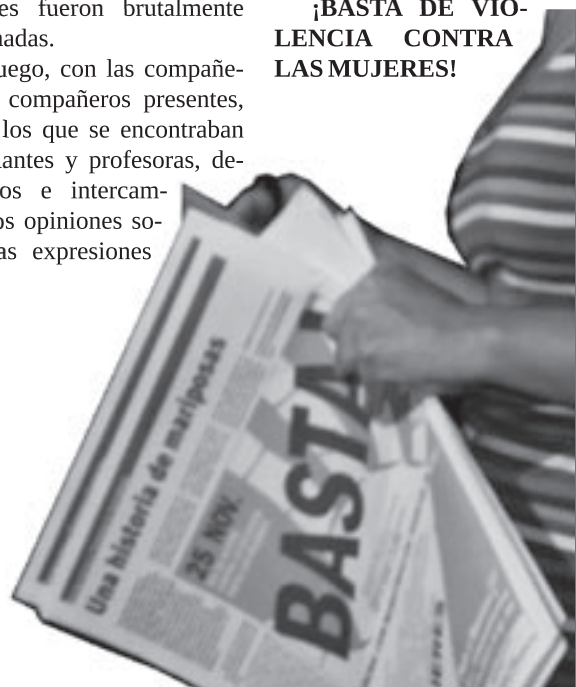 es fueron brutalmente
nadas.
uego, con las compañe-
compañeros presentes,
los que se encontraban
iantes y profesoras, de-
os e intercam-
os opiniones so-
as expresiones
¡BASTA DE VIO-
LENCIA CONTRA
LAS MUJERES!
Una historia de mariposas
25 NOV.
BASTA